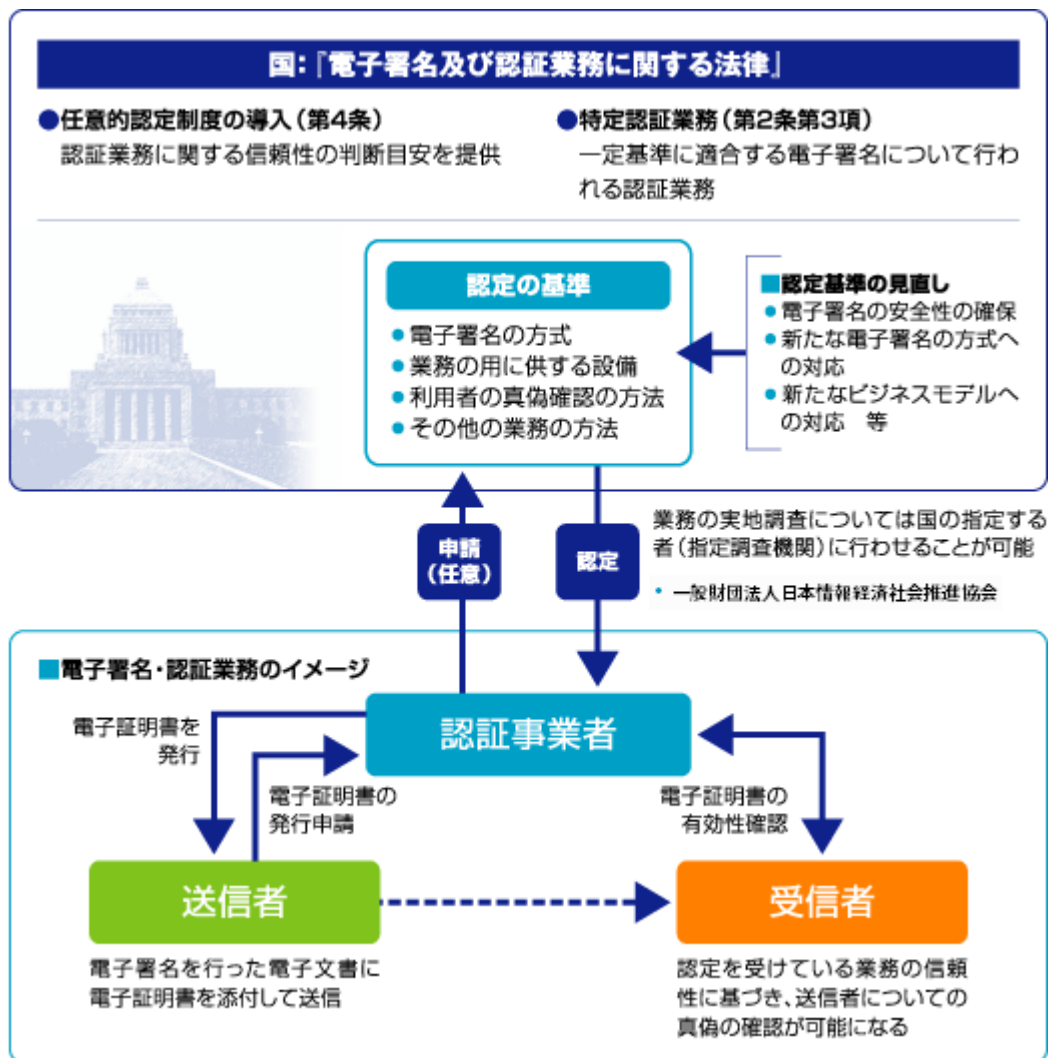 国:『電子署名及び認証業務に関する法律』
●任意的認定制度の導入(第4条)
認証業務に関する信頼性の判断目安を提供
●特定認証業務(第2条第3項)
一定基準に適合する電子署名について行わ
れる認証業務
認定の基準
●電子署名の方式
●業務の用に供する設備
●利用者の真偽確認の方法
●その他の業務の方法
■認定基準の見直し
●電子署名の安全性の確保
●新たな電子署名の方式へ
の対応
●新たなビジネスモデルへ
の対応 等
申請
(任意)
認定
業務の実地調査については国の指定する
者(指定調査機関)に行わせることが可能
• 一般財団法人日本情報経済社会推進協会
■電子署名・認証業務のイメージ
認証事業者
電子証明書を
発行
電子証明書の
発行申請
電子証明書の
有効性確認
送信者
受信者
電子署名を行った電子文書に
電子証明書を添付して送信
認定を受けている業務の信頼
性に基づき、送信者についての
真偽の確認が可能になる